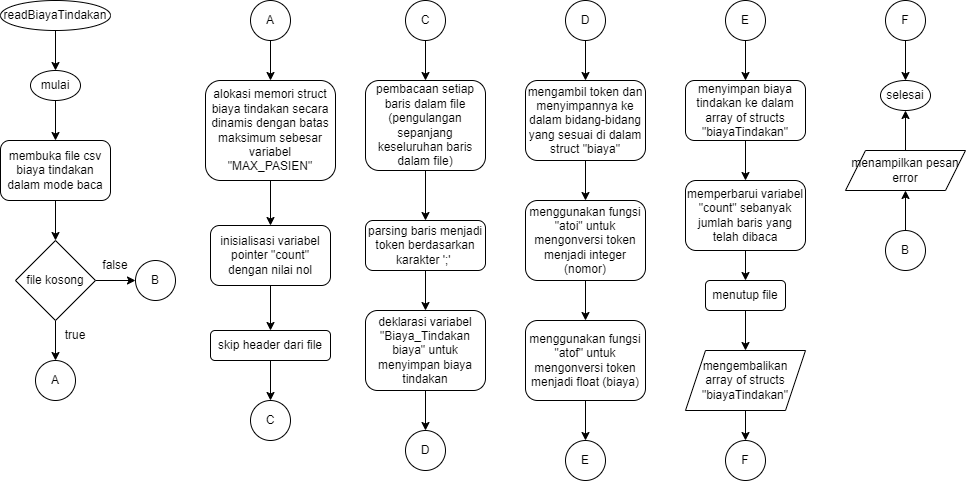 readBiayaTindakan
mulai
membuka file csv
biaya tindakan
dalam mode baca
file kosong
false
B
true
A
A
alokasi memori struct
biaya tindakan secara
dinamis dengan batas
maksimum sebesar
variabel
"MAX_PASIEN"
inisialisasi variabel
pointer "count"
dengan nilai nol
skip header dari file
C
C
pembacaan setiap
baris dalam file
(pengulangan
sepanjang
keseluruhan baris
dalam file)
parsing baris menjadi
token berdasarkan
karakter ';'
deklarasi variabel
"Biaya_Tindakan
biaya" untuk
menyimpan biaya
tindakan
D
D
mengambil token dan
menyimpannya ke
dalam bidang-bidang
yang sesuai di dalam
struct "biaya"
menggunakan fungsi
"atoi" untuk
mengonversi token
menjadi integer
(nomor)
menggunakan fungsi
"atof" untuk
mengonversi token
menjadi float (biaya)
E
E
menyimpan biaya
tindakan ke dalam
array of structs
"biayaTindakan"
memperbarui variabel
"count" sebanyak
jumlah baris yang
telah dibaca
menutup file
mengembalikan
array of structs
"biayaTindakan"
F
F
selesai
menampilkan pesan
error
B